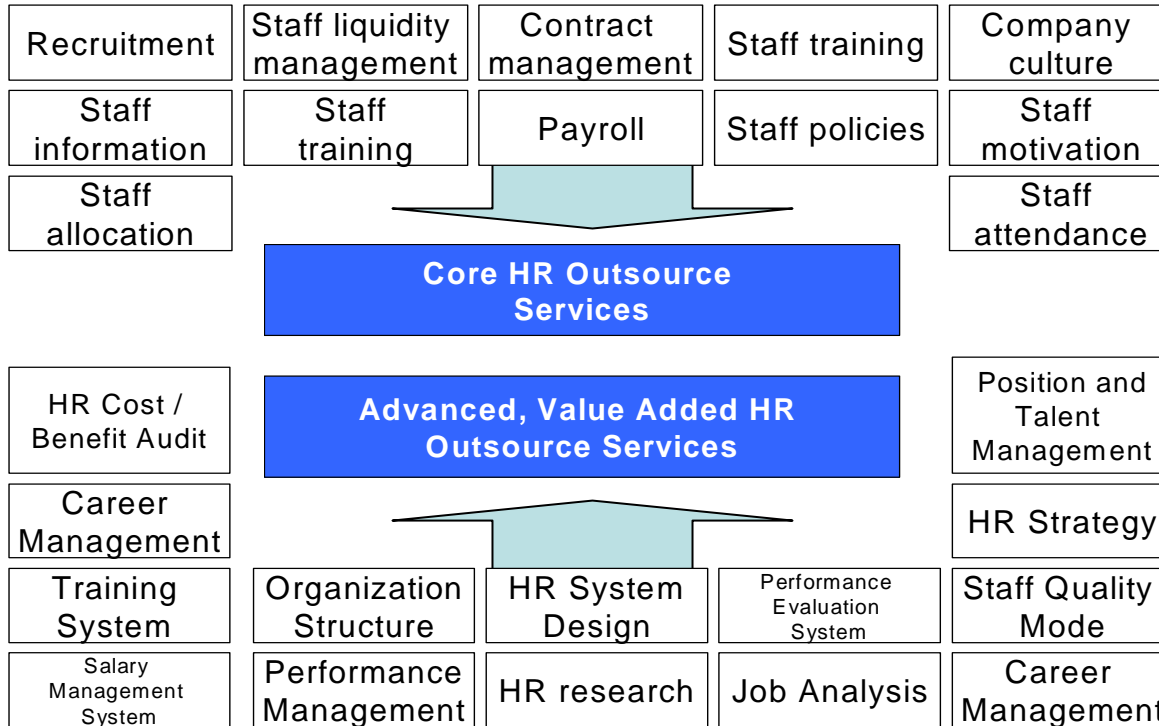 Recruitment
Staff liquidity
management
Contract
management
Staff training
Company
culture
Staff
information
Staff
training
Payroll
Staff policies
Staff
motivation
Staff
allocation
Staff
attendance
Core HR Outsource
Services
HR Cost /
Benefit Audit
Advanced, Value Added HR
Outsource Services
Position and
Talent
Management
Career
Management
HR Strategy
Training
System
Organization
Structure
HR System
Design
Performance
Evaluation
System
Staff Quality
Mode
Salary
Management
System
Performance
Management
HR research
Job Analysis
Career
Management